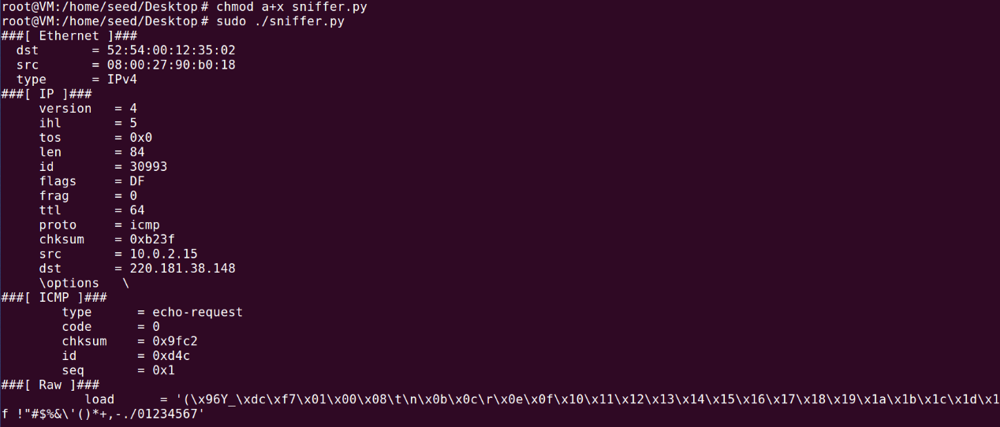 root@VM:/home/seed/Desktop# chmod a+x sniffer.py
root@VM:/home/seed/Desktop# sudo ./sniffer.py
###[ Ethernet ]###
  dst       = 52:54:00:12:35:02
  src       = 08:00:27:90:b0:18
  type      = IPv4
###[ IP ]###
     version   = 4
     ihl       = 5
     tos       = 0x0
     len       = 84
     id        = 30993
     flags     = DF
     frag      = 0
     ttl       = 64
     proto     = icmp
     chksum    = 0xb23f
     src       = 10.0.2.15
     dst       = 220.181.38.148
     \options   \
###[ ICMP ]###
        type      = echo-request
        code      = 0
        chksum    = 0x9fc2
        id        = 0xd4c
        seq       = 0x1
###[ Raw ]###
           load      = '(\x96Y_\xdc\xf7\x01\x00\x08\t\n\x0b\x0c\r\x0e\x0f\x10\x11\x12\x13\x14\x15\x16\x17\x18\x19\x1a\x1b\x1c\x1d\x1
f !"#$%&\'()*+,-./01234567'